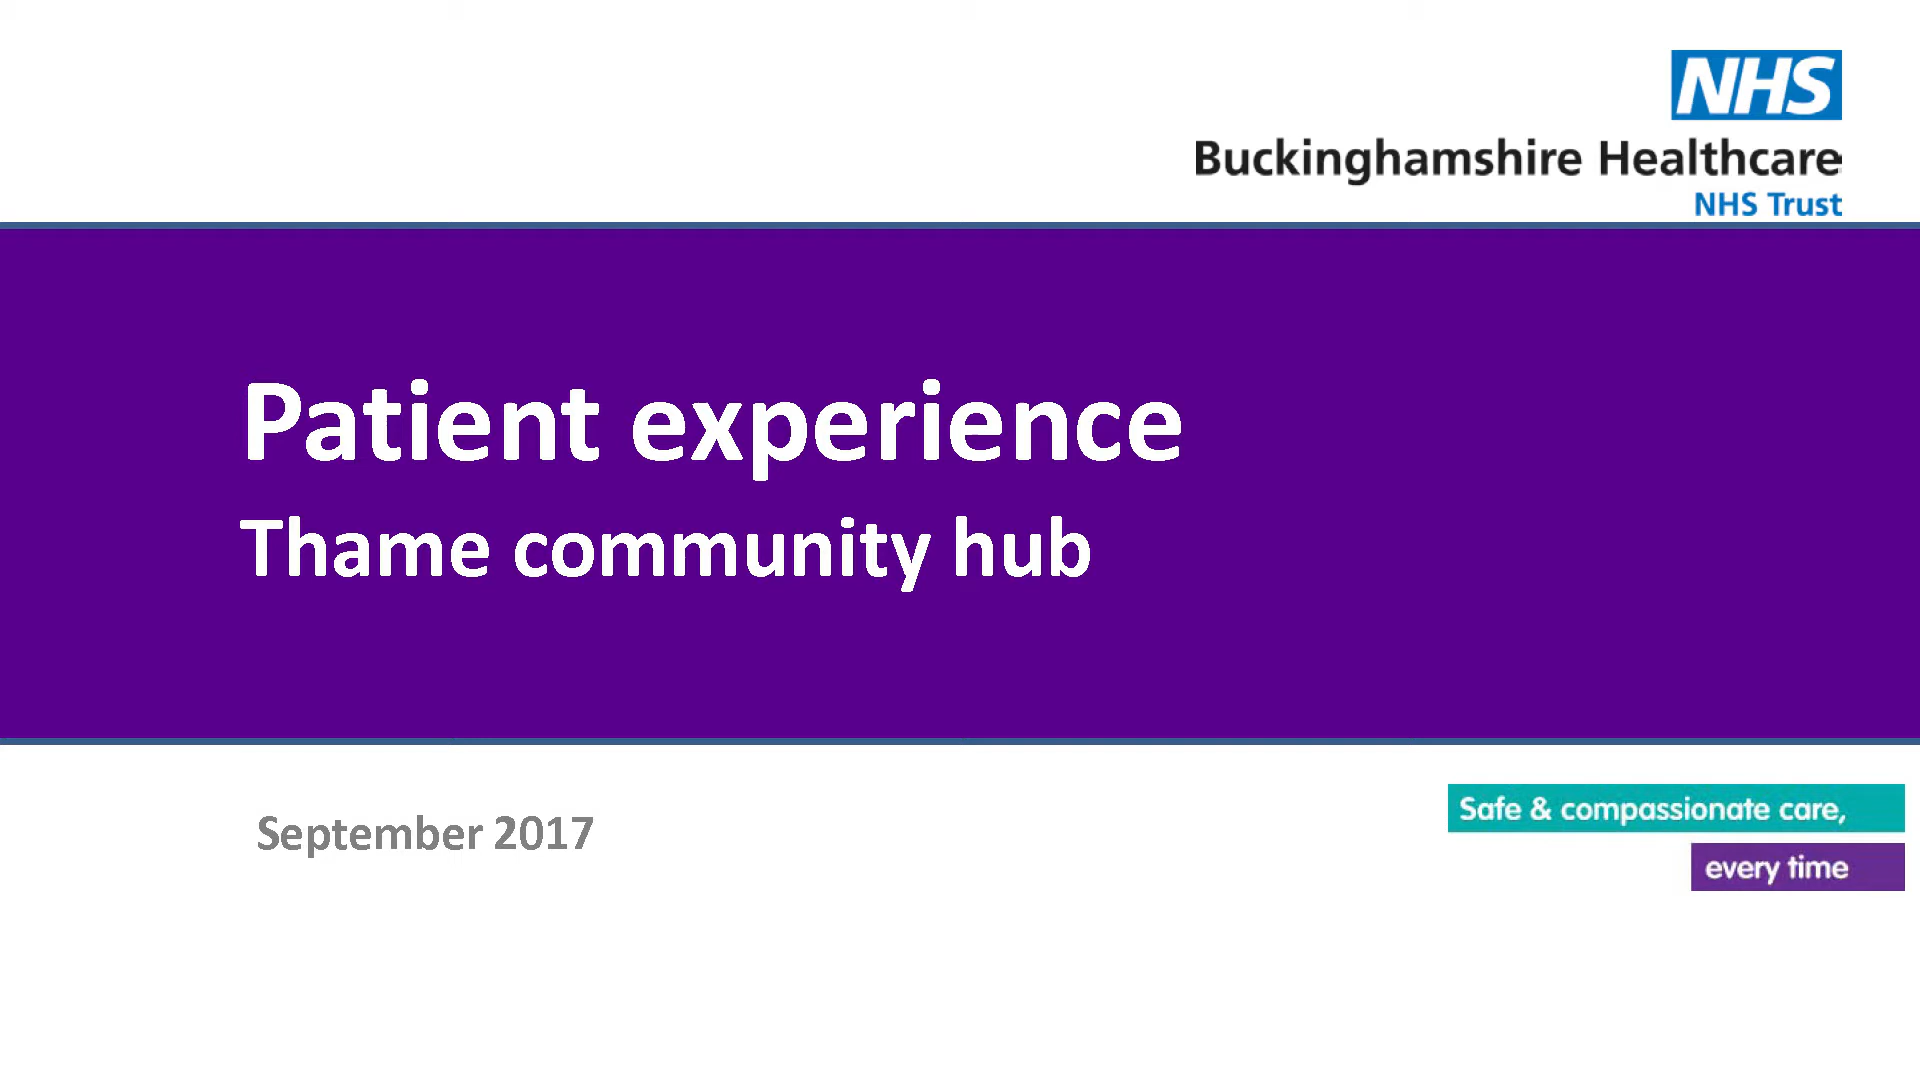 NHS
Buckinghamshire Healthcare
NHS Trust
Patient experience
Thame community hub
September 2017
Safe & compassionate care,
every time